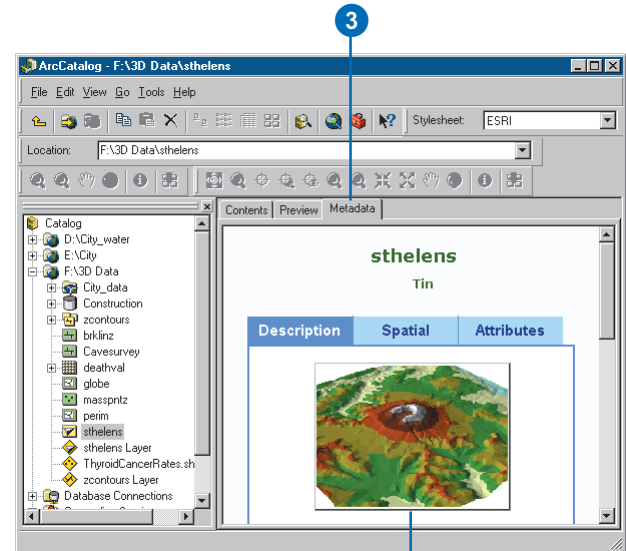 3
ArcCatalog - F:\3D Data\sthelens
File Edit View Go Tools Help
Stylesheet: ESRI
Location: F:\3D Data\sthelens
Contents Preview Metadata
Catalog
D:\City_water
E:\City
F:\3D Data
City_data
Construction
zcontours
brklinz
Cavesurvey
deathval
globe
masspntz
perim
sthelens
sthelens Layer
ThyroidCancerRates.sh
zcontours Layer
Database Connections
sthelens
Tin
Description Spatial Attributes